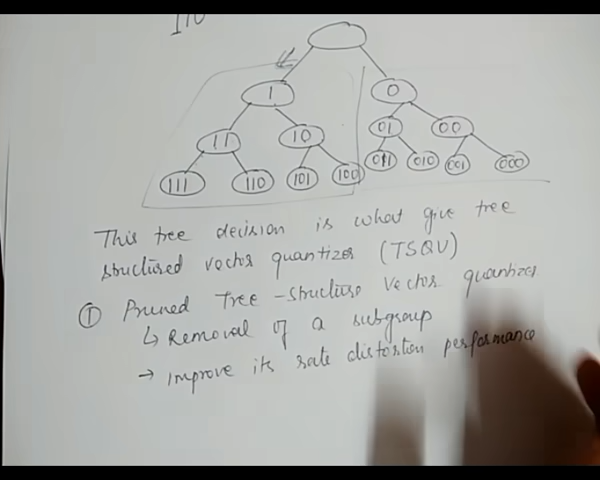 110
1 0
11 10 01 00
111 110 101 100 011 010 001 000
This tree decision is what give tree
structured vector quantizer (TSQV)
① Pruned Tree-structure vector quantizer
↳ Removal of a subgroup
→ improve its rate distortion performance